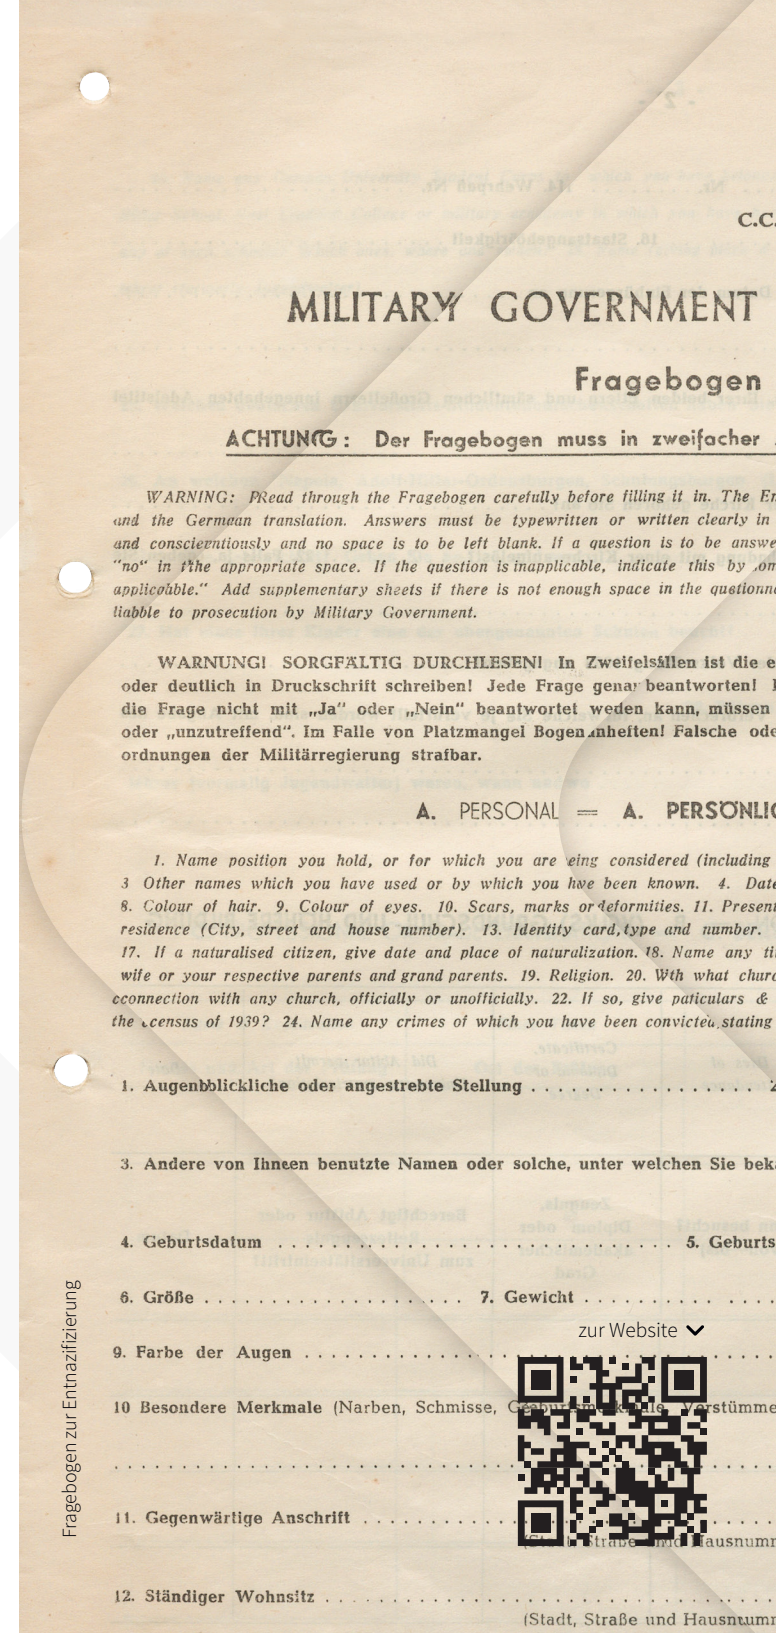 C.C.
MILITARY GOVERNMENT
Fragebogen
ACHTUNG: Der Fragebogen muss in zweifacher
WARNING: Read through the Fragebogen carefully before filling it in. The En
and the German translation. Answers must be typewritten or written clearly in
and conscientiously and no space is to be left blank. If a question is to be answe
"no" in the appropriate space. If the question is inapplicable, indicate this by
applicable." Add supplementary sheets if there is not enough space in the
liable to prosecution by Military Government.
WARNUNG! SORGFÄLTIG DURCHLESEN! In Zweifelsfällen ist die e
oder deutlich in Druckschrift schreiben! Jede Frage genau beantworten!
die Frage nicht mit „Ja" oder „Nein" beantwortet weden kann, müssen
oder „unzutreffend". Im Falle von Platzmangel Bogen anheften! Falsche ode
ordnungen der Militärregierung strafbar.
A. PERSONAL = A. PERSÖNLIC
1. Name position you hold, or for which you are being considered (including
3 Other names which you have used or by which you have been known. 4. Date
8. Colour of hair. 9. Colour of eyes. 10. Scars, marks or deformities. 11. Present
residence (City, street and house number). 13. Identity card, type and number.
17. If a naturalised citizen, give date and place of naturalization. 18. Name any tit
wife or your respective parents and grand parents. 19. Religion. 20. With what churc
connection with any church, officially or unofficially. 22. If so, give particulars &
the census of 1939? 24. Name any crimes of which you have been convicted, stating
1. Augenblickliche oder angestrebte Stellung . . . . . . . . . . . . . . . . .
3. Andere von Ihnen benutzte Namen oder solche, unter welchen Sie beka
4. Geburtsdatum . . . . . . . . . . . . . . . . . . . . . . . . . . . . . . 5. Geburts
6. Größe . . . . . . . . . . . . . . . . . . . . 7. Gewicht . . . . . . . . . . . . . .
zur Website
9. Farbe der Augen . . . . . . . . . . . . . .
10 Besondere Merkmale (Narben, Schmisse, Geburtsmerkmale, Verstümme
11. Gegenwärtige Anschrift . . . . . . . . . . . .
(Stadt, Straße und Hausnumm
12. Ständiger Wohnsitz . . . . . . . . . . . . . . . . . . . . . . . . . . . . . . . . .
(Stadt, Straße und Hausnumm
Fragebogen zur Entnazifizierung